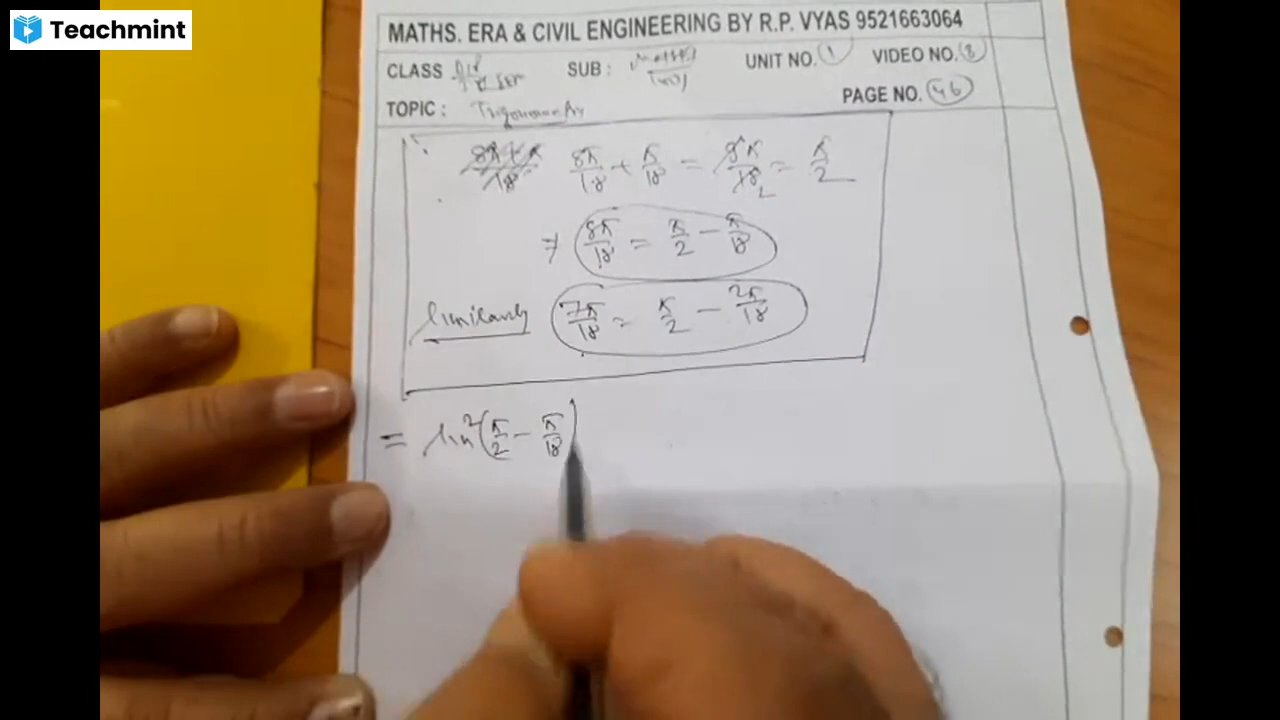 Teachmint
MATHS. ERA & CIVIL ENGINEERING BY R.P. VYAS 9521663064
CLASS SUB : UNIT NO. 1 VIDEO NO. 8
TOPIC : Trigonometry PAGE NO. 46
8π/18 + π/18 = 9π/18 2 = π/2
⇒ 8π/18 = π/2 − π/18
Similarly 7π/18 = π/2 − 2π/18
= sin²(π/2 − π/18)